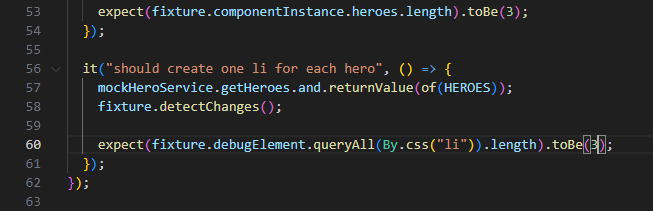 53 expect(fixture.componentInstance.heroes.length).toBe(3);
54 });
55
56 it("should create one li for each hero", () => {
57 mockHeroService.getHeroes.and.returnValue(of(HEROES));
58 fixture.detectChanges();
59
60 expect(fixture.debugElement.queryAll(By.css("li")).length).toBe(3);
61 });
62 });
63